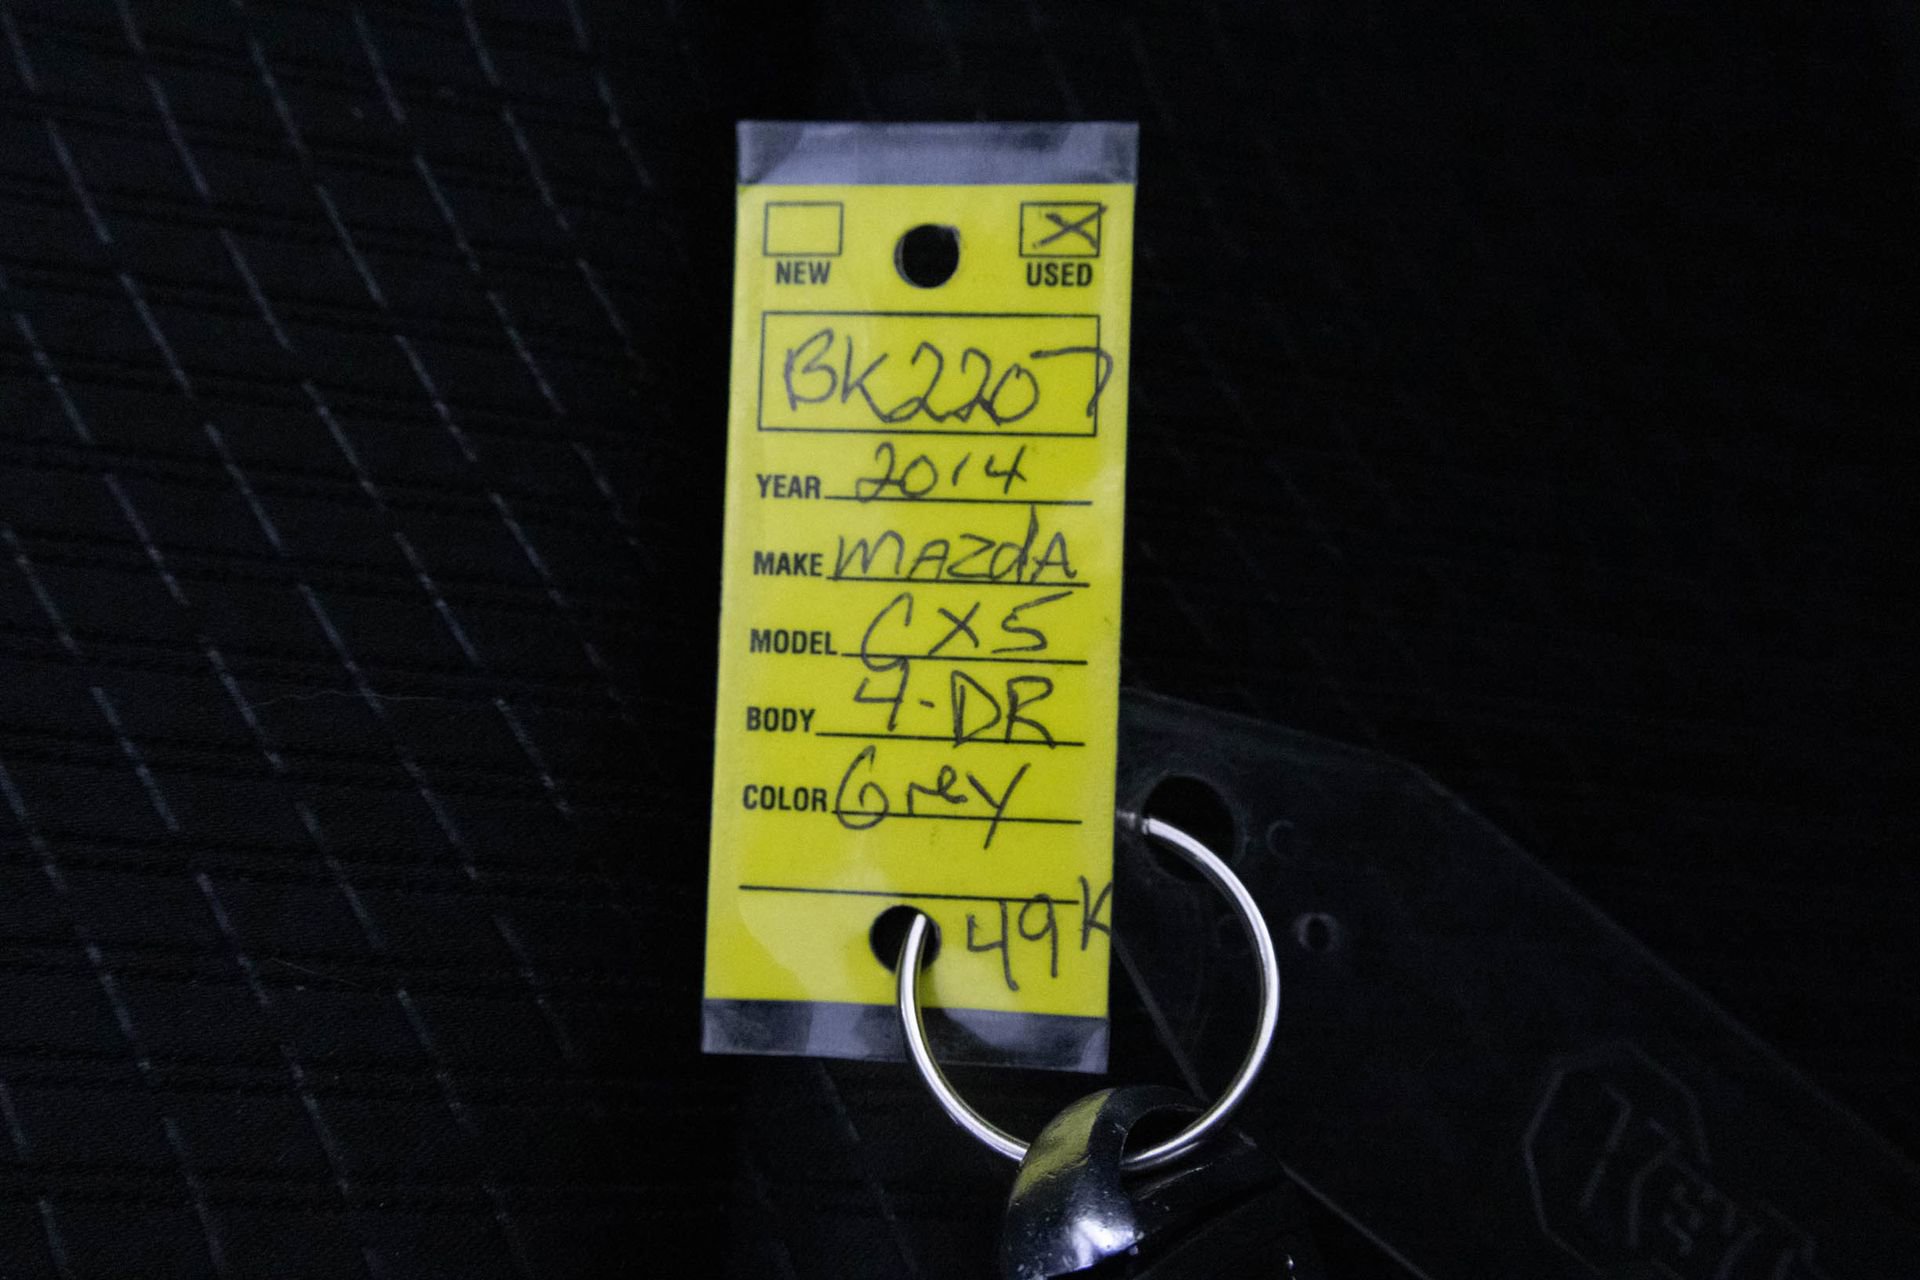 NEW USED
BK2207
YEAR 2014
MAKE MAZdA
MODEL CX5
BODY 4-DR
COLOR Grey
49K